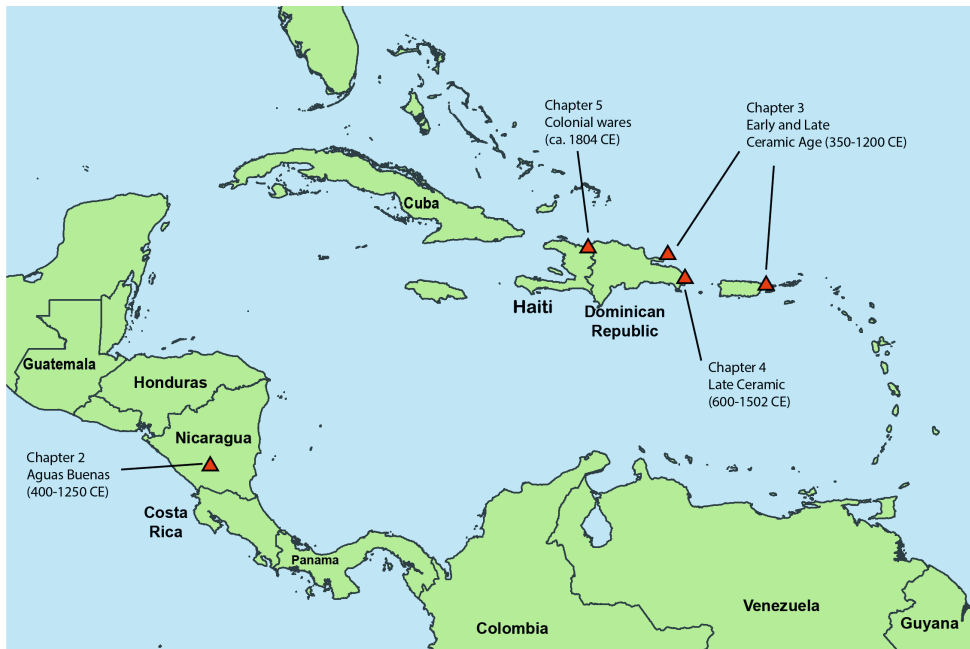 Chapter 5
Colonial wares
(ca. 1804 CE)
Chapter 3
Early and Late
Ceramic Age (350-1200 CE)
Cuba
Haiti
Dominican
Republic
Guatemala
Honduras
Chapter 4
Late Ceramic
(600-1502 CE)
Nicaragua
Chapter 2
Aguas Buenas
(400-1250 CE)
Costa
Rica
Panama
Colombia
Venezuela
Guyana